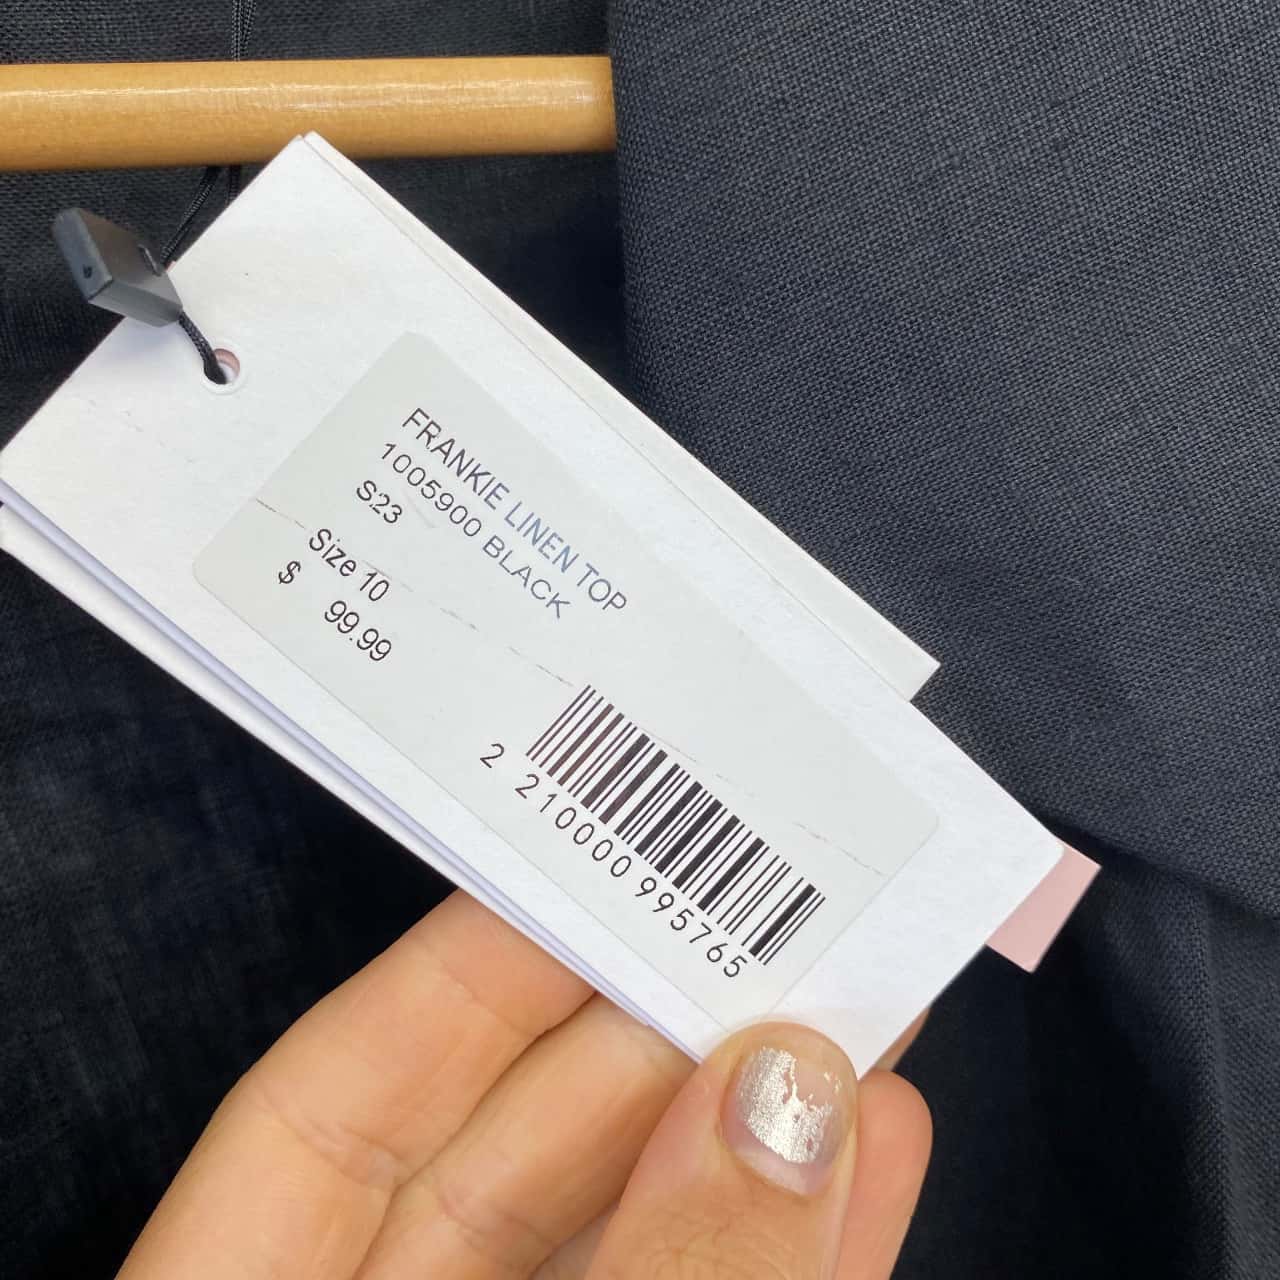 FRANKIE LINEN TOP
1005900 BLACK
S23
Size 10
$ 99.99
2 210000 995765